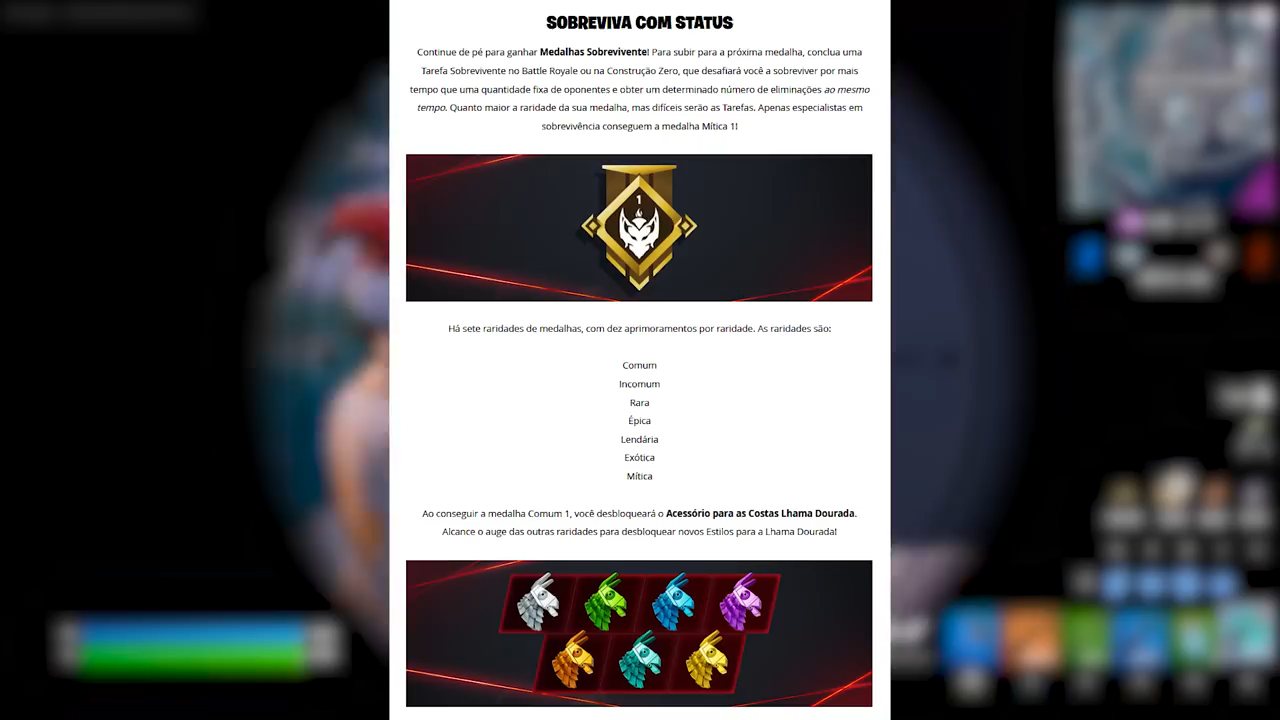 SOBREVIVA COM STATUS
Continue de pé para ganhar Medalhas Sobrevivente! Para subir para a próxima medalha, conclua uma
Tarefa Sobrevivente no Battle Royale ou na Construção Zero, que desafiará você a sobreviver por mais
tempo que uma quantidade fixa de oponentes e obter um determinado número de eliminações ao mesmo
tempo. Quanto maior a raridade da sua medalha, mas difíceis serão as Tarefas. Apenas especialistas em
sobrevivência conseguem a medalha Mítica 1!
1
Há sete raridades de medalhas, com dez aprimoramentos por raridade. As raridades são:
Comum
Incomum
Rara
Épica
Lendária
Exótica
Mítica
Ao conseguir a medalha Comum 1, você desbloqueará o Acessório para as Costas Lhama Dourada.
Alcance o auge das outras raridades para desbloquear novos Estilos para a Lhama Dourada!